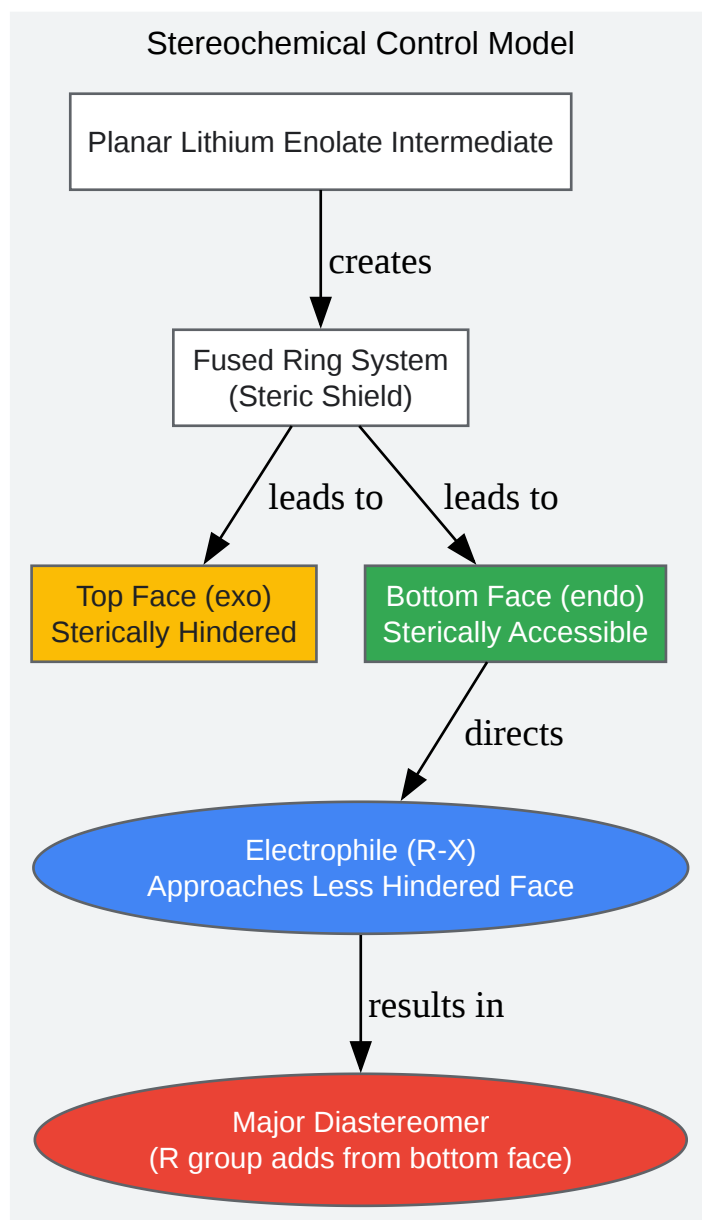 Stereochemical Control Model
Planar Lithium Enolate Intermediate
creates
Fused Ring System
(Steric Shield)
leads to
leads to
Top Face (exo)
Sterically Hindered
Bottom Face (endo)
Sterically Accessible
directs
Electrophile (R-X)
Approaches Less Hindered Face
results in
Major Diastereomer
(R group adds from bottom face)